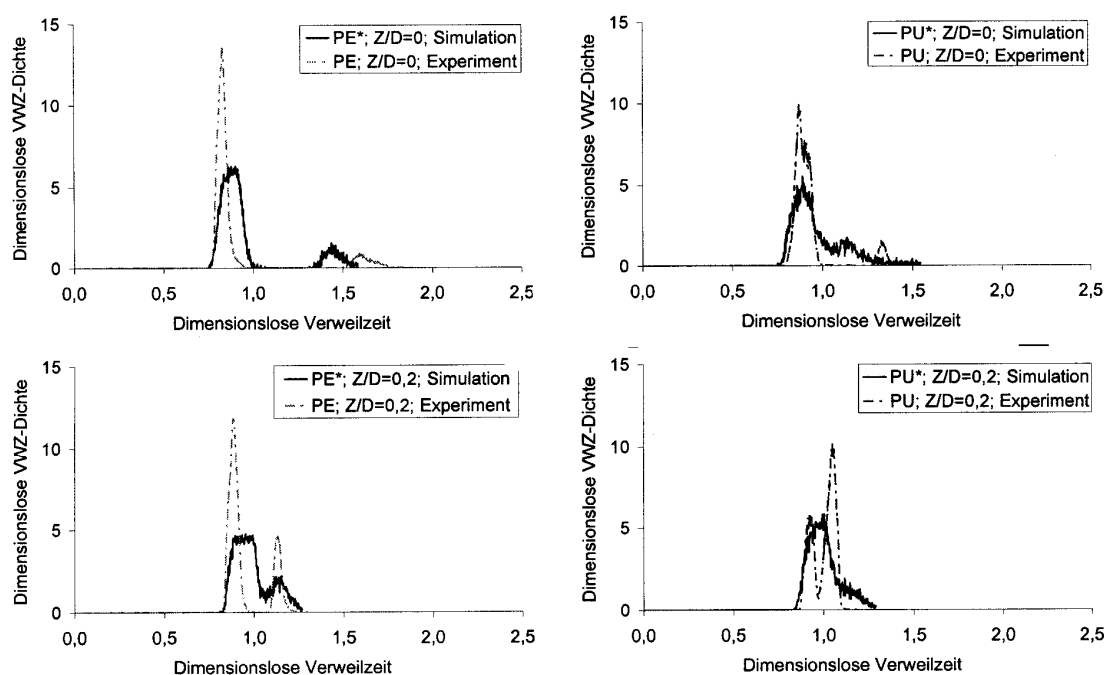 15
10
5
0
Dimensionslose VWZ-Dichte
PE*; Z/D=0; Simulation
PE; Z/D=0; Experiment
0,0 0,5 1,0 1,5 2,0 2,5
Dimensionslose Verweilzeit
15
10
5
0
Dimensionslose VWZ-Dichte
PU*; Z/D=0; Simulation
PU; Z/D=0; Experiment
0,0 0,5 1,0 1,5 2,0 2,5
Dimensionslose Verweilzeit
15
10
5
0
Dimensionslose VWZ-Dichte
PE*; Z/D=0,2; Simulation
PE; Z/D=0,2; Experiment
0,0 0,5 1,0 1,5 2,0 2,5
Dimensionslose Verweilzeit
15
10
5
0
Dimensionslose VWZ-Dichte
PU*; Z/D=0,2; Simulation
PU; Z/D=0,2; Experiment
0,0 0,5 1,0 1,5 2,0 2,5
Dimensionslose Verweilzeit